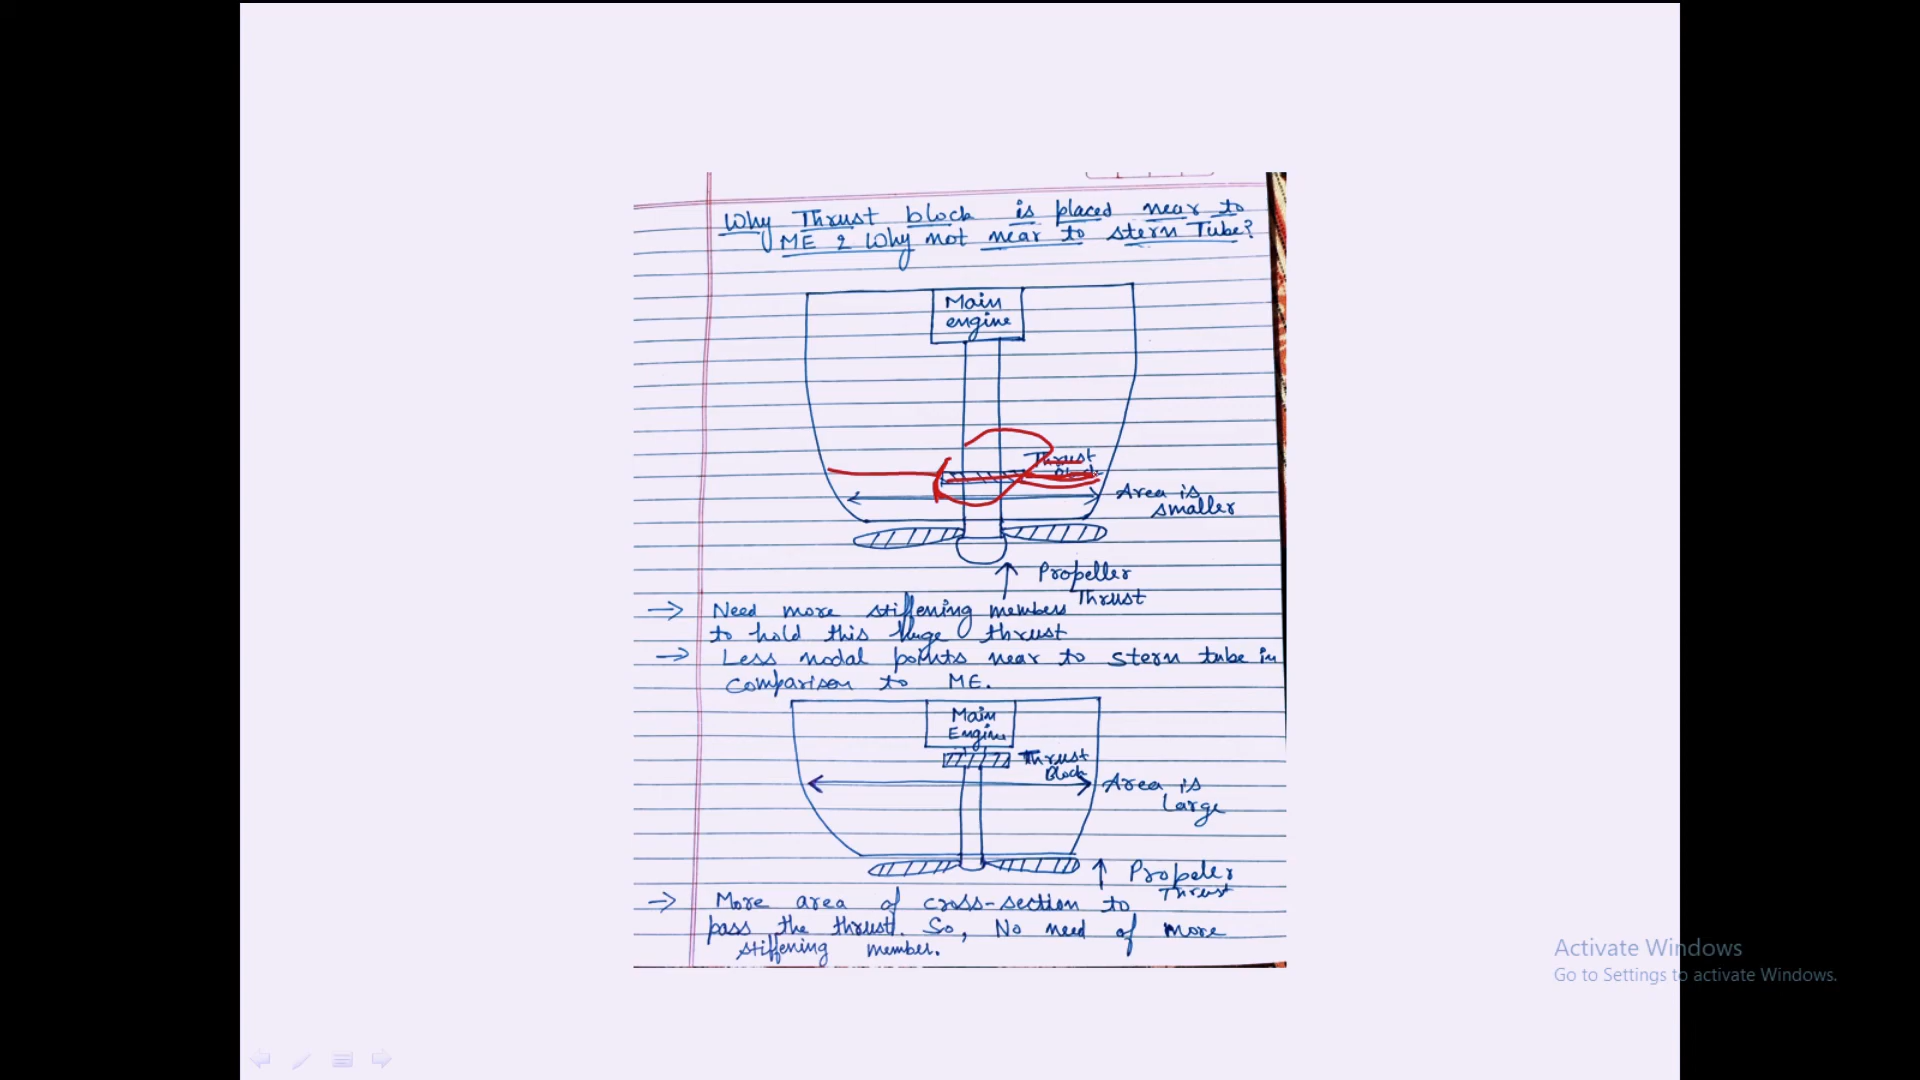 Why Thrust block is placed near to
ME & Why not near to stern Tube?
Main
engine
Thrust
Block
Area is
smaller
Propeller
Thrust
→ Need more stiffening members
to hold this huge thrust
→ Less nodal points near to stern tube in
comparison to ME.
Main
Engine
Thrust
Block
Area is
Large
Propeler
Thrust
→ More area of cross-section to
pass the thrust. So, No need of more
stiffening member.
Activate Windows
Go to Settings to activate Windows.